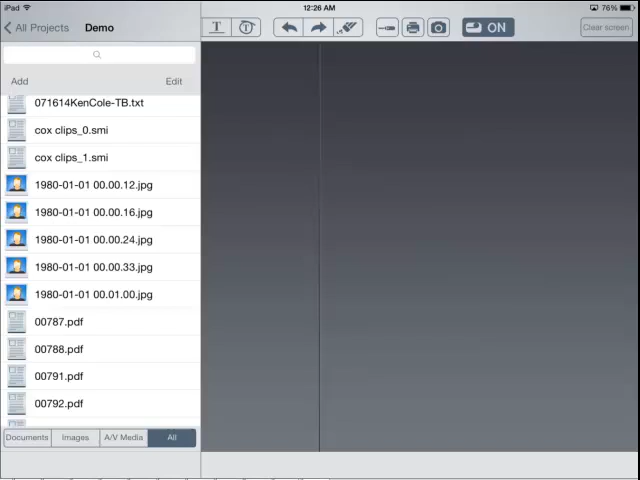 iPad 12:26 AM 76%
All Projects Demo T T ON Clear screen
Add Edit
071614KenCole-TB.txt
cox clips_0.smi
cox clips_1.smi
1980-01-01 00.00.12.jpg
1980-01-01 00.00.16.jpg
1980-01-01 00.00.24.jpg
1980-01-01 00.00.33.jpg
1980-01-01 00.01.00.jpg
00787.pdf
00788.pdf
00791.pdf
00792.pdf
Documents Images A/V Media All